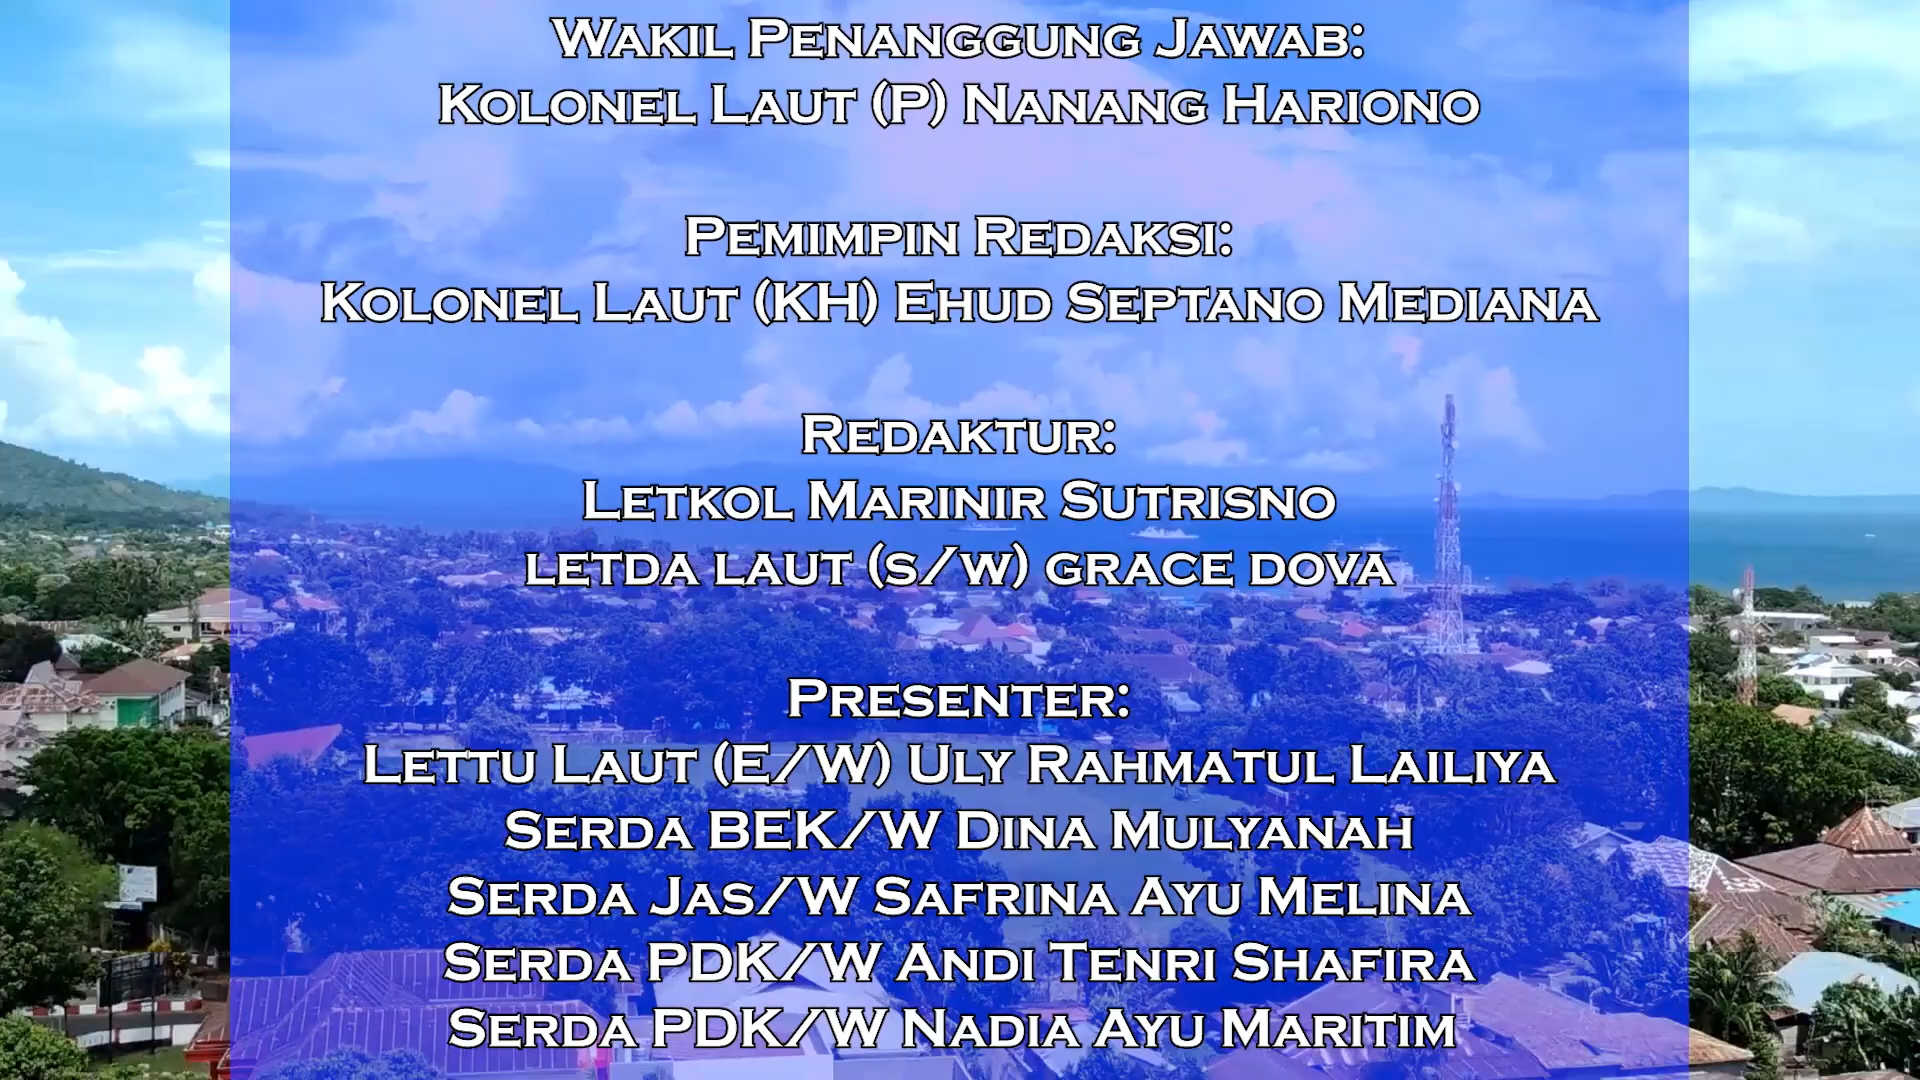 Wakil Penanggung Jawab:
Kolonel Laut (P) Nanang Hariono
Pemimpin Redaksi:
Kolonel Laut (KH) Ehud Septano Mediana
Redaktur:
Letkol Marinir Sutrisno
letda laut (s/w) grace dova
Presenter:
Lettu Laut (E/W) Uly Rahmatul Lailiya
Serda BEK/W Dina Mulyanah
Serda Jas/W Safrina Ayu Melina
Serda PDK/W Andi Tenri Shafira
Serda PDK/W Nadia Ayu Maritim